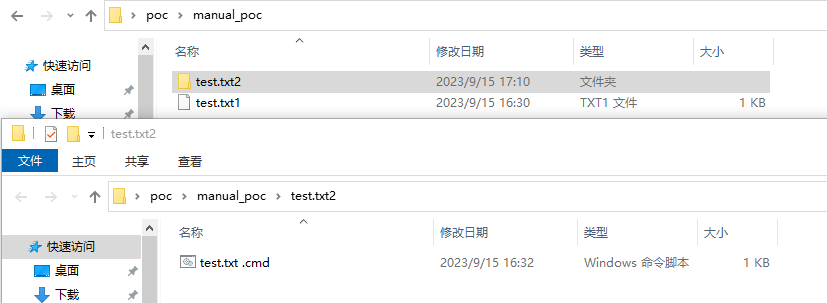 poc › manual_poc
快速访问
桌面
下载
名称 修改日期 类型 大小
test.txt2 2023/9/15 17:10 文件夹
test.txt1 2023/9/15 16:30 TXT1 文件 1 KB
test.txt2
文件 主页 共享 查看
poc › manual_poc › test.txt2
快速访问
桌面
下载
名称 修改日期 类型 大小
test.txt .cmd 2023/9/15 16:32 Windows 命令脚本 1 KB